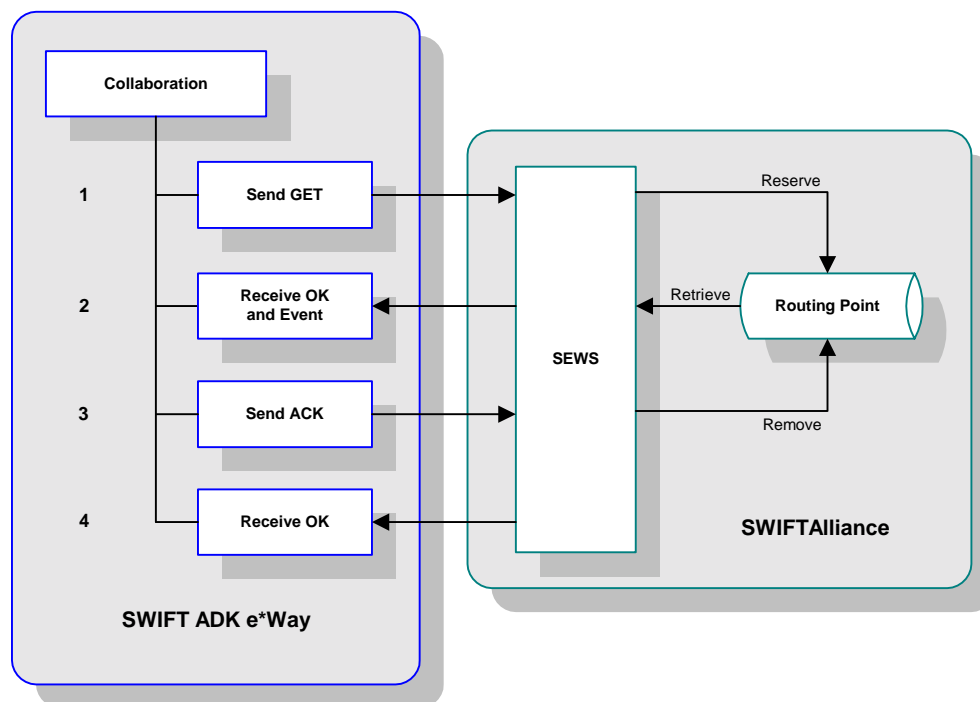 Collaboration
1
Send GET
Reserve
2
Receive OK
and Event
Retrieve
Routing Point
SEWS
3
Send ACK
Remove
4
Receive OK
SWIFTAlliance
SWIFT ADK e*Way